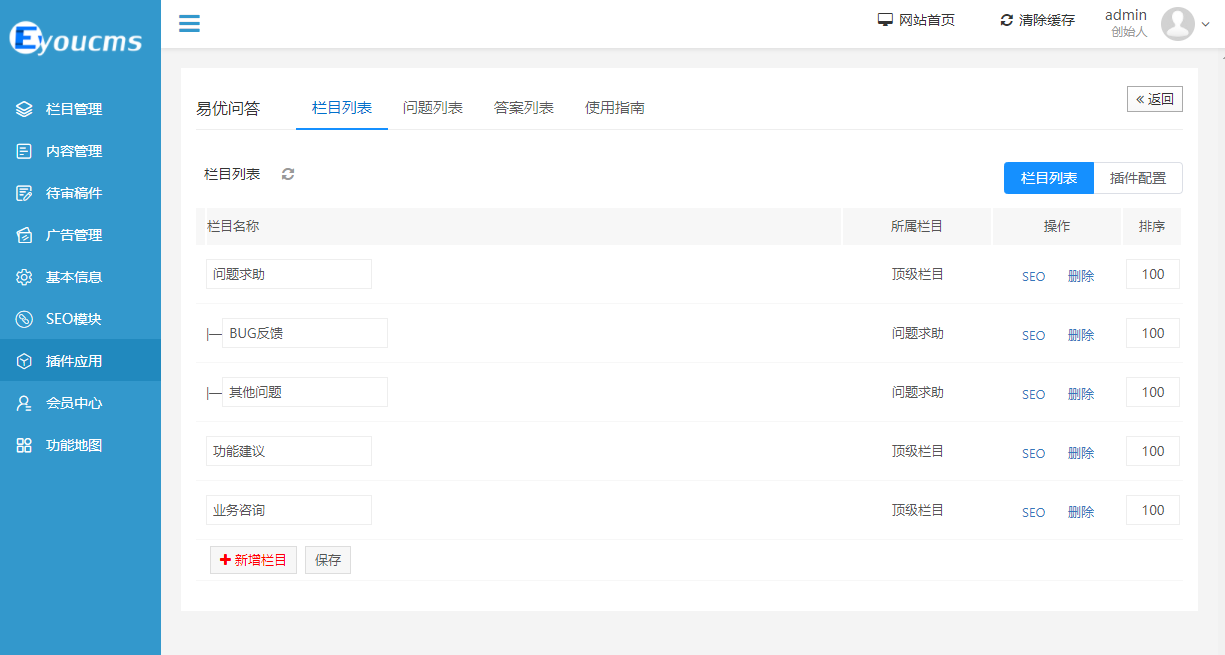 Eyoucms
网站首页
清除缓存
admin
创始人
栏目管理
内容管理
待审稿件
广告管理
基本信息
SEO模块
插件应用
会员中心
功能地图
易优问答 栏目列表 问题列表 答案列表 使用指南
« 返回
栏目列表
栏目列表 插件配置
栏目名称 所属栏目 操作 排序
问题求助 顶级栏目 SEO 删除 100
|— BUG反馈 问题求助 SEO 删除 100
|— 其他问题 问题求助 SEO 删除 100
功能建议 顶级栏目 SEO 删除 100
业务咨询 顶级栏目 SEO 删除 100
新增栏目 保存